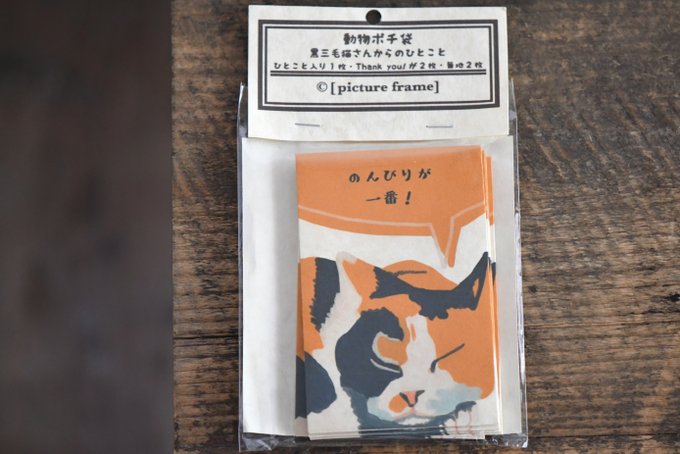 動物ポチ袋
黒三毛猫さんからのひとこと
ひとこと入り1枚・Thank you!が2枚・無地2枚
©[picture frame]
のんびりが
一番!